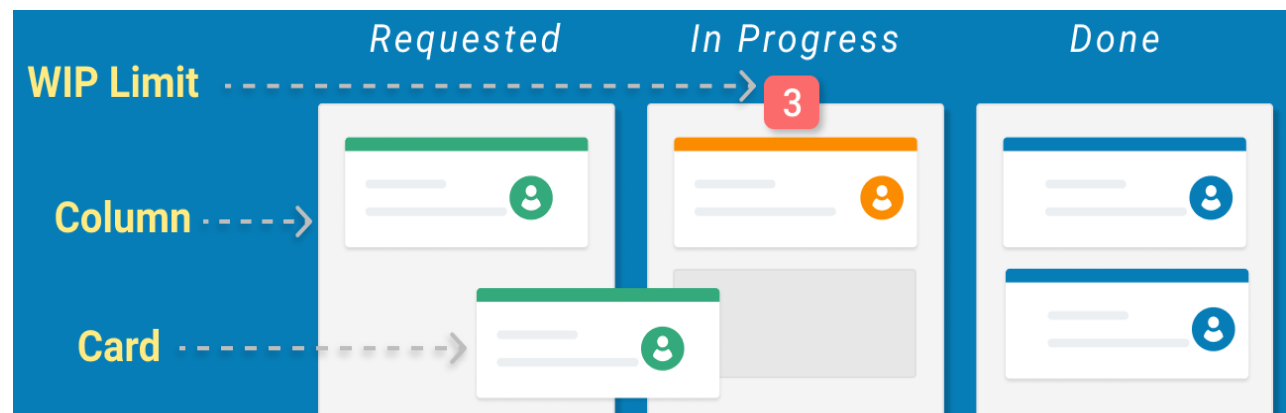 Requested
In Progress
Done
WIP Limit
3
Column
Card